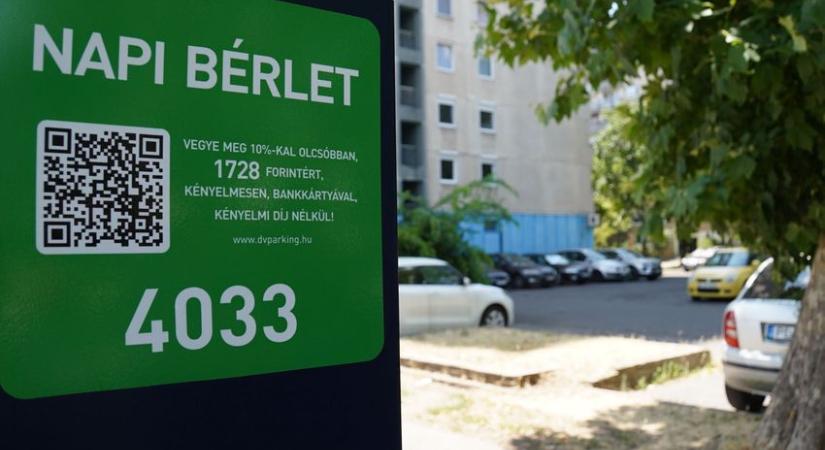 NAPI BÉRLET
VEGYE MEG 10%-KAL OLCSÓBBAN,
1728 FORINTÉRT,
KÉNYELMESEN, BANKKÁRTYÁVAL,
KÉNYELMI DÍJ NÉLKÜL!
www.dvparking.hu
4033